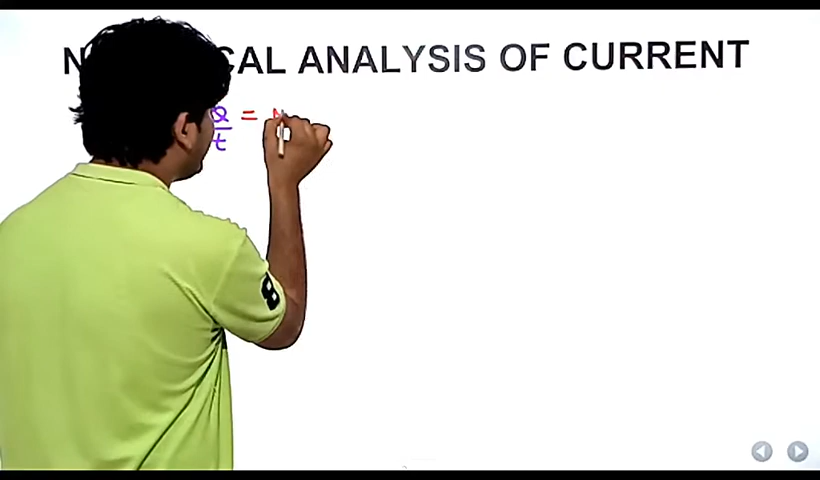 CAL ANALYSIS OF CURRENT
Q/t =